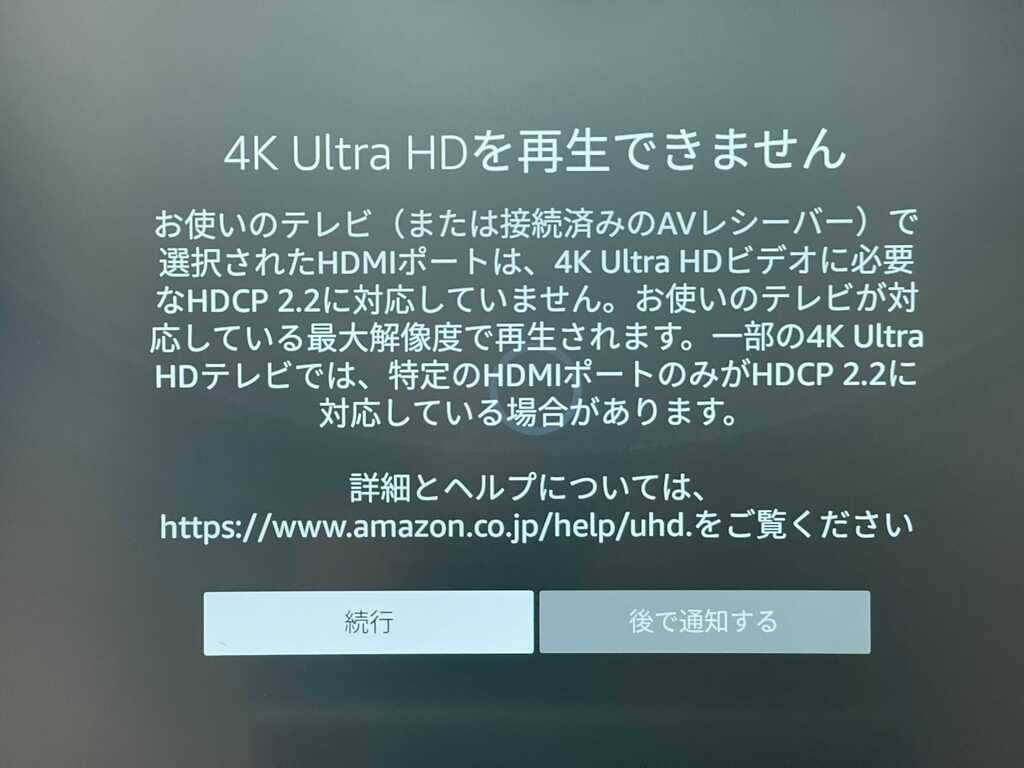 4K Ultra HDを再生できません
お使いのテレビ（または接続済みのAVレシーバー）で
選択されたHDMIポートは、4K Ultra HDビデオに必要
なHDCP 2.2に対応していません。お使いのテレビが対
応している最大解像度で再生されます。一部の4K Ultra
HDテレビでは、特定のHDMIポートのみがHDCP 2.2に
対応している場合があります。
詳細とヘルプについては、
https://www.amazon.co.jp/help/uhd.をご覧ください
続行
後で通知する